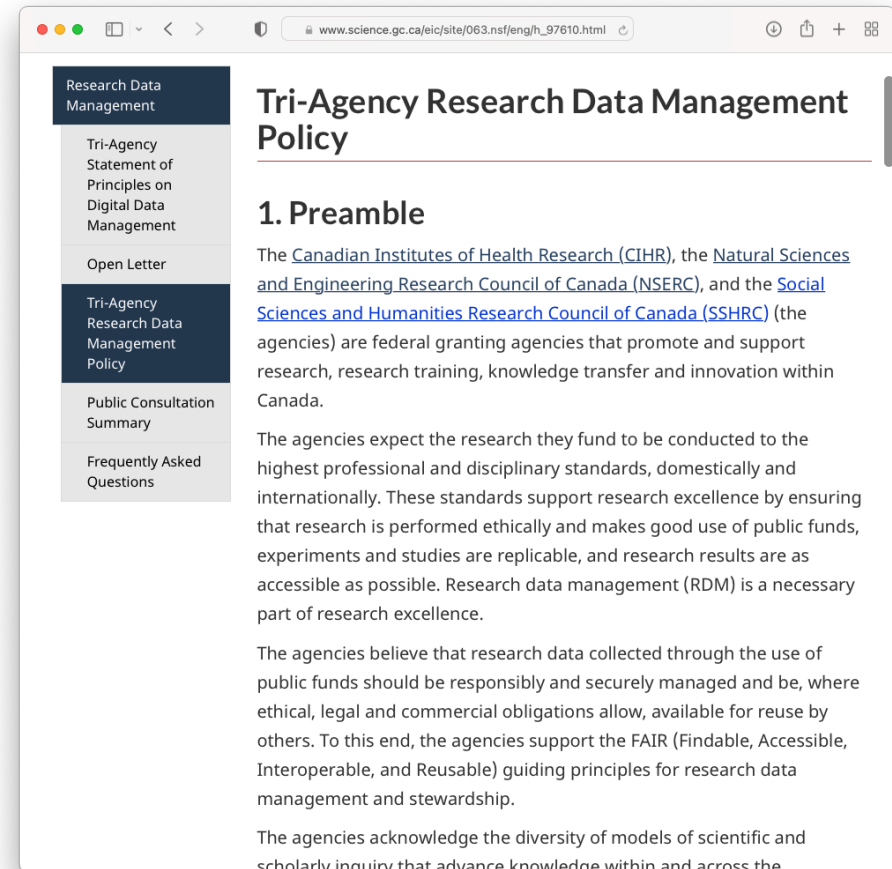 www.science.gc.ca/eic/site/063.nsf/eng/h_97610.html
Research Data
Management
Tri-Agency
Statement of
Principles on
Digital Data
Management
Open Letter
Tri-Agency
Research Data
Management
Policy
Public Consultation
Summary
Frequently Asked
Questions
Tri-Agency Research Data Management
Policy
1. Preamble
The Canadian Institutes of Health Research (CIHR), the Natural Sciences
and Engineering Research Council of Canada (NSERC), and the Social
Sciences and Humanities Research Council of Canada (SSHRC) (the
agencies) are federal granting agencies that promote and support
research, research training, knowledge transfer and innovation within
Canada.
The agencies expect the research they fund to be conducted to the
highest professional and disciplinary standards, domestically and
internationally. These standards support research excellence by ensuring
that research is performed ethically and makes good use of public funds,
experiments and studies are replicable, and research results are as
accessible as possible. Research data management (RDM) is a necessary
part of research excellence.
The agencies believe that research data collected through the use of
public funds should be responsibly and securely managed and be, where
ethical, legal and commercial obligations allow, available for reuse by
others. To this end, the agencies support the FAIR (Findable, Accessible,
Interoperable, and Reusable) guiding principles for research data
management and stewardship.
The agencies acknowledge the diversity of models of scientific and
scholarly inquiry that advance knowledge within and across the